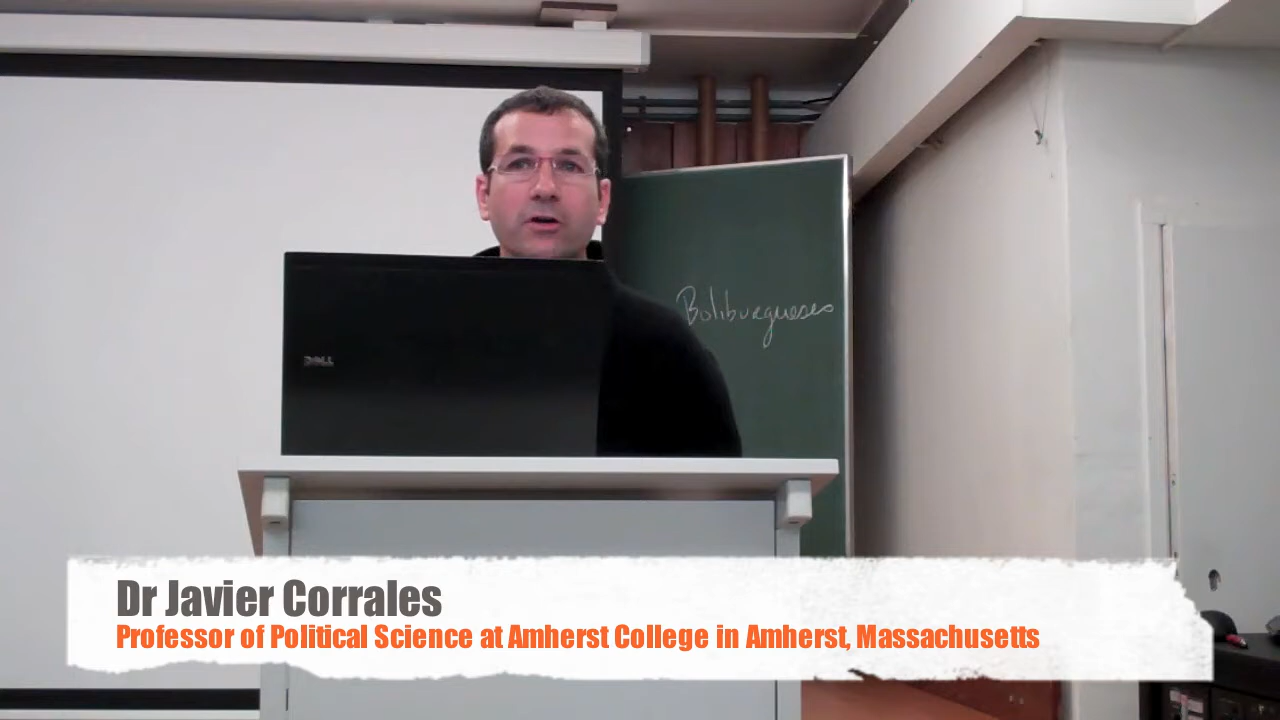 Boliburgueses
DELL
Dr Javier Corrales
Professor of Political Science at Amherst College in Amherst, Massachusetts